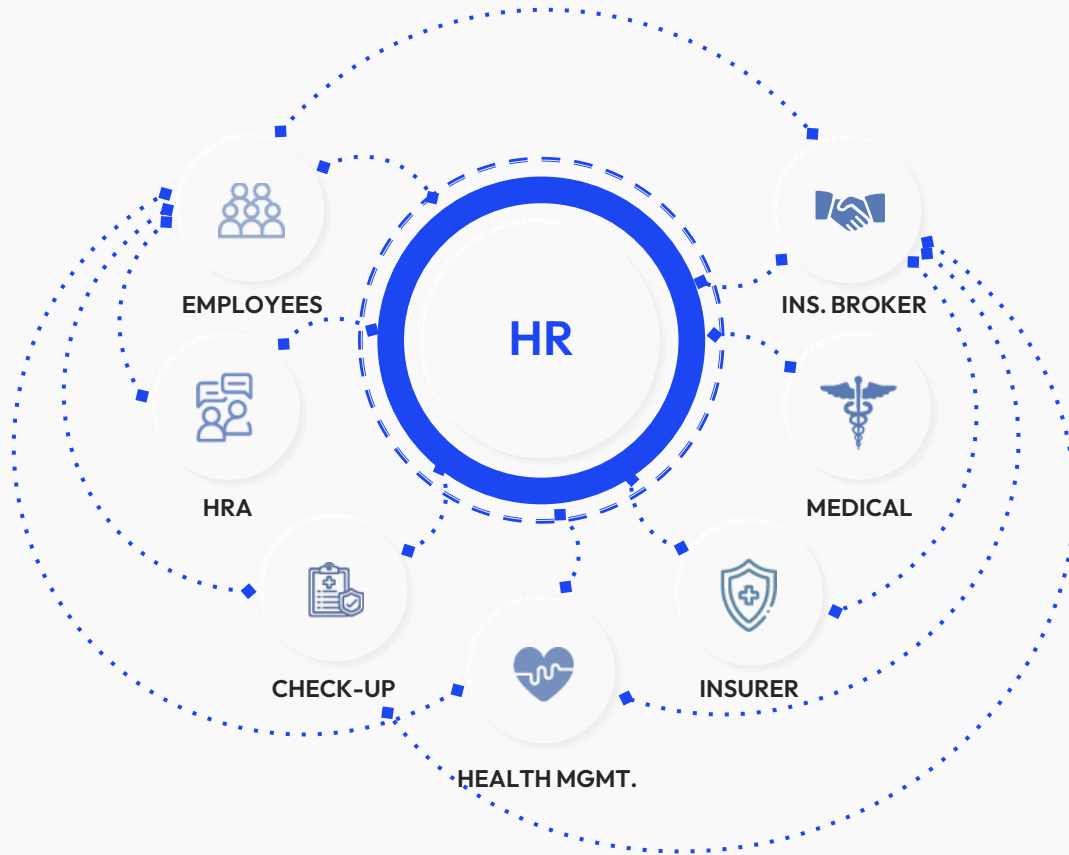 EMPLOYEES
INS. BROKER
HR
HRA
MEDICAL
CHECK-UP
INSURER
HEALTH MGMT.